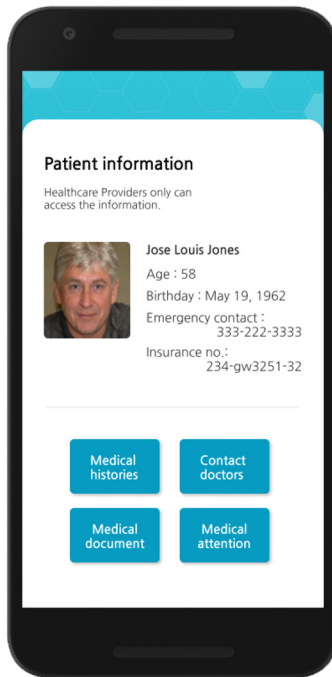 Patient information
Healthcare Providers only can
access the information.
Jose Louis Jones
Age : 58
Birthday : May 19, 1962
Emergency contact :
333-222-3333
Insurance no.:
234-gw3251-32
Medical
histories
Contact
doctors
Medical
document
Medical
attention